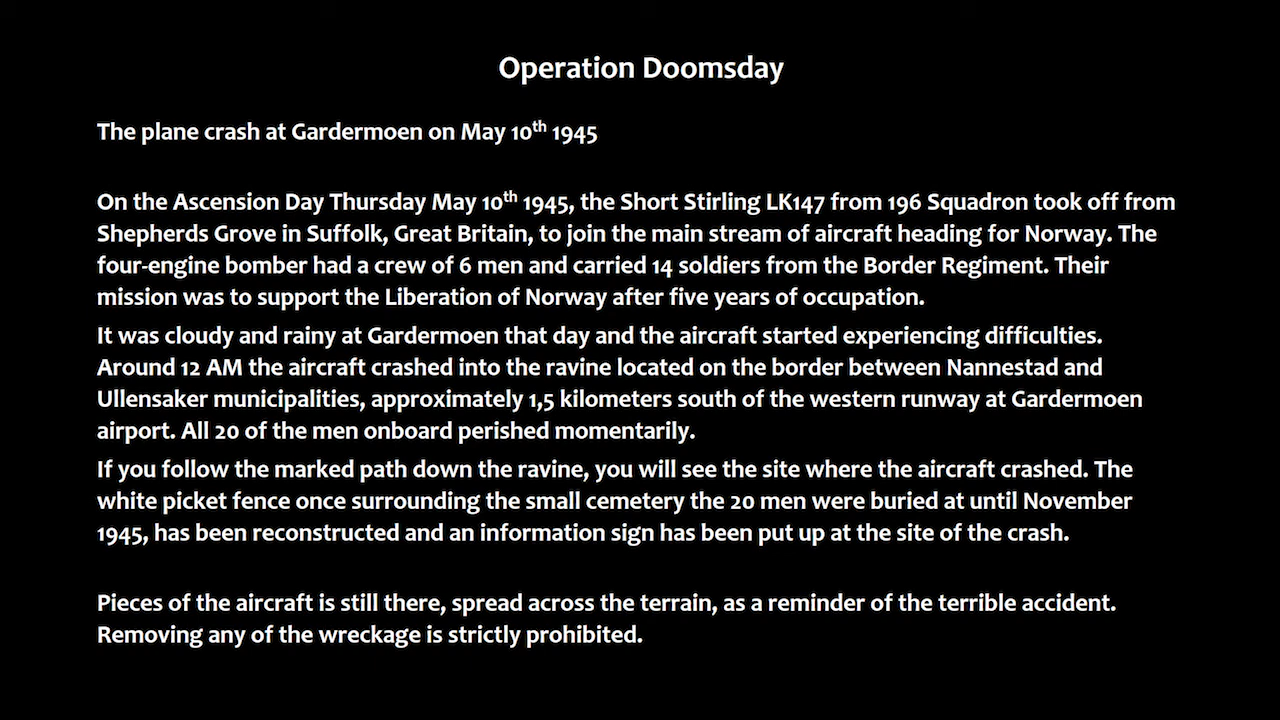 Operation Doomsday
The plane crash at Gardermoen on May 10th 1945
On the Ascension Day Thursday May 10th 1945, the Short Stirling LK147 from 196 Squadron took off from
Shepherds Grove in Suffolk, Great Britain, to join the main stream of aircraft heading for Norway. The
four-engine bomber had a crew of 6 men and carried 14 soldiers from the Border Regiment. Their
mission was to support the Liberation of Norway after five years of occupation.
It was cloudy and rainy at Gardermoen that day and the aircraft started experiencing difficulties.
Around 12 AM the aircraft crashed into the ravine located on the border between Nannestad and
Ullensaker municipalities, approximately 1,5 kilometers south of the western runway at Gardermoen
airport. All 20 of the men onboard perished momentarily.
If you follow the marked path down the ravine, you will see the site where the aircraft crashed. The
white picket fence once surrounding the small cemetery the 20 men were buried at until November
1945, has been reconstructed and an information sign has been put up at the site of the crash.
Pieces of the aircraft is still there, spread across the terrain, as a reminder of the terrible accident.
Removing any of the wreckage is strictly prohibited.